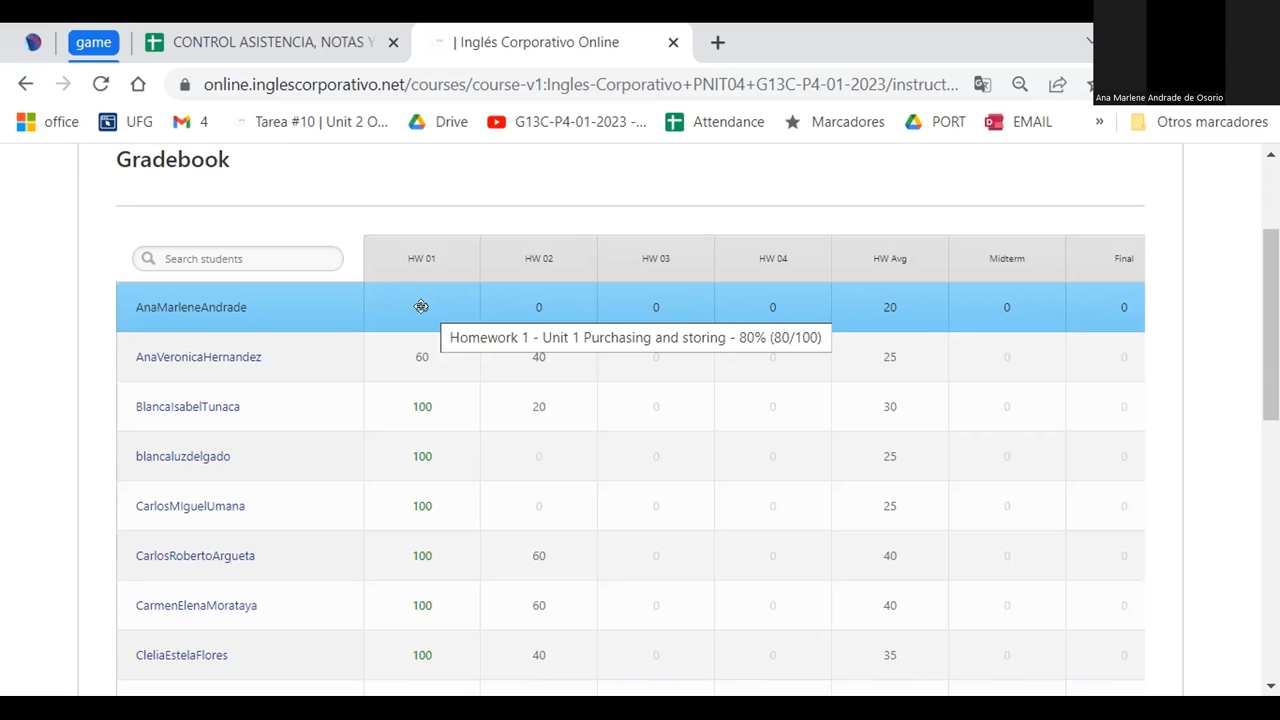 game
CONTROL ASISTENCIA, NOTAS Y
| Inglés Corporativo Online
online.inglescorporativo.net/courses/course-v1:Ingles-Corporativo+PNIT04+G13C-P4-01-2023/instruct...
Ana Marlene Andrade de Osorio
office UFG 4 Tarea #10 | Unit 2 O... Drive G13C-P4-01-2023 -... Attendance Marcadores PORT EMAIL » Otros marcadores
Gradebook
Search students HW 01 HW 02 HW 03 HW 04 HW Avg Midterm Final
AnaMarleneAndrade 0 0 0 20 0 0
Homework 1 - Unit 1 Purchasing and storing - 80% (80/100)
AnaVeronicaHernandez 60 40 0 0 25 0 0
BlancaIsabelTunaca 100 20 0 0 30 0 0
blancaluzdelgado 100 0 0 0 25 0 0
CarlosMIguelUmana 100 0 0 0 25 0 0
CarlosRobertoArgueta 100 60 0 0 40 0 0
CarmenElenaMorataya 100 60 0 0 40 0 0
CleliaEstelaFlores 100 40 0 0 35 0 0